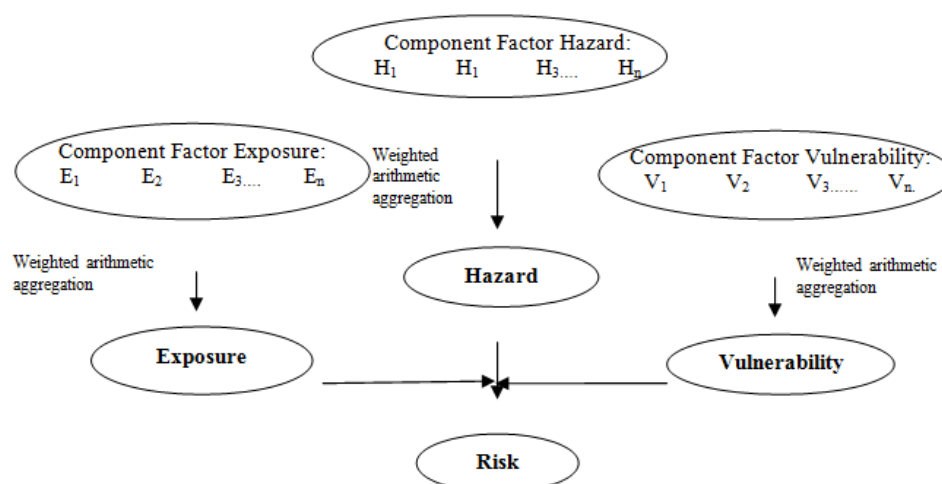 Component Factor Hazard:
H₁ H₁ H₃.... Hₙ
Component Factor Exposure:
E₁ E₂ E₃.... Eₙ
Weighted
arithmetic
aggregation
Component Factor Vulnerability:
V₁ V₂ V₃...... Vₙ.
Weighted arithmetic
aggregation
Hazard
Weighted arithmetic
aggregation
Exposure
Vulnerability
Risk